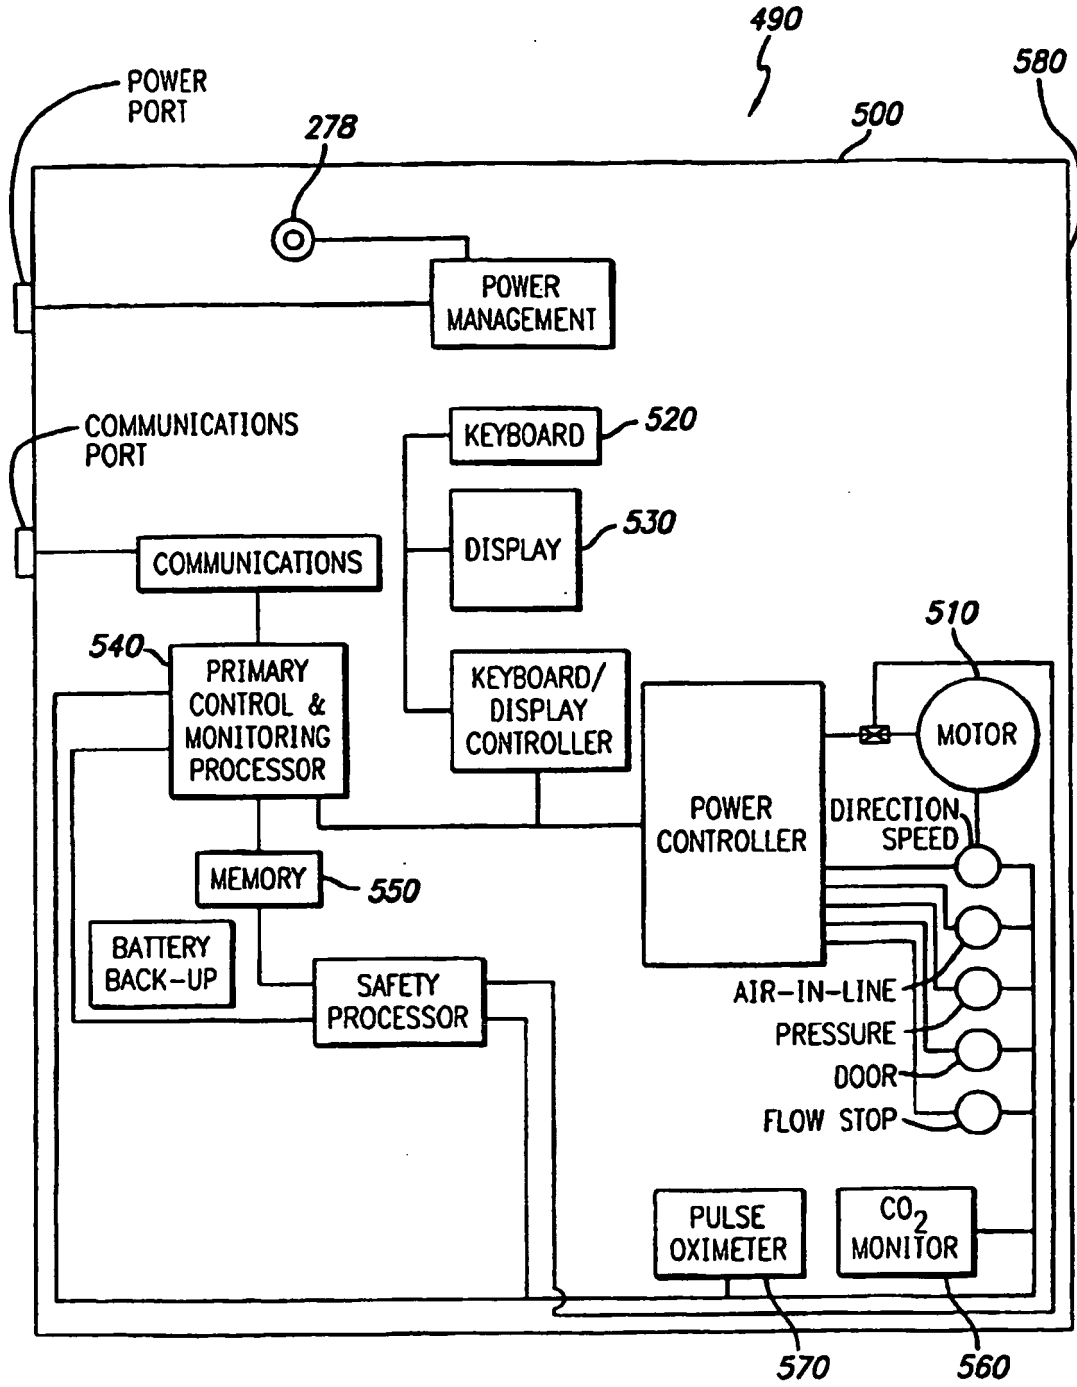 490
580
POWER
PORT
278
500
POWER
MANAGEMENT
COMMUNICATIONS
PORT
KEYBOARD
520
DISPLAY
530
COMMUNICATIONS
510
540
PRIMARY
CONTROL &
MONITORING
PROCESSOR
KEYBOARD/
DISPLAY
CONTROLLER
MOTOR
POWER
CONTROLLER
DIRECTION
SPEED
MEMORY
550
BATTERY
BACK-UP
SAFETY
PROCESSOR
AIR-IN-LINE
PRESSURE
DOOR
FLOW STOP
PULSE
OXIMETER
CO2
MONITOR
570
560